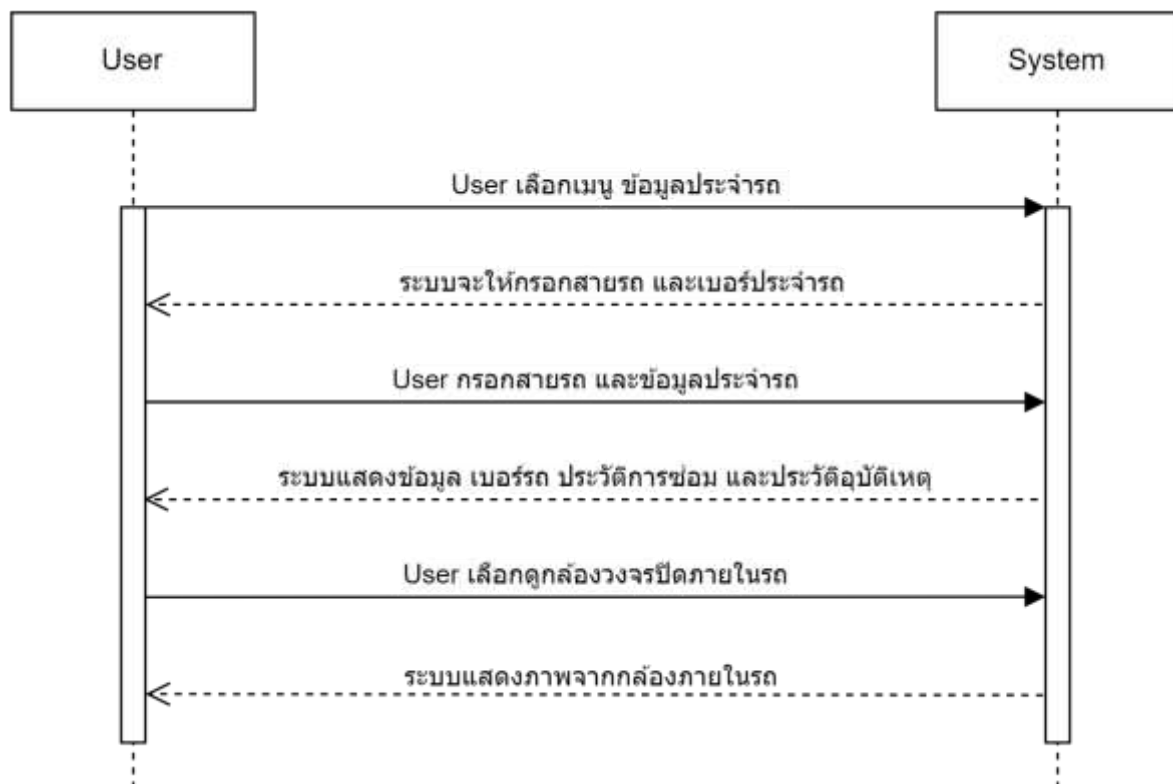 User
System
User เลือกเมนู ข้อมูลประจำรถ
ระบบจะให้กรอกสายรถ และเบอร์ประจำรถ
User กรอกสายรถ และข้อมูลประจำรถ
ระบบแสดงข้อมูล เบอร์รถ ประวัติการซ่อม และประวัติอุบัติเหตุ
User เลือกดูกล้องวงจรปิดภายในรถ
ระบบแสดงภาพจากกล้องภายในรถ